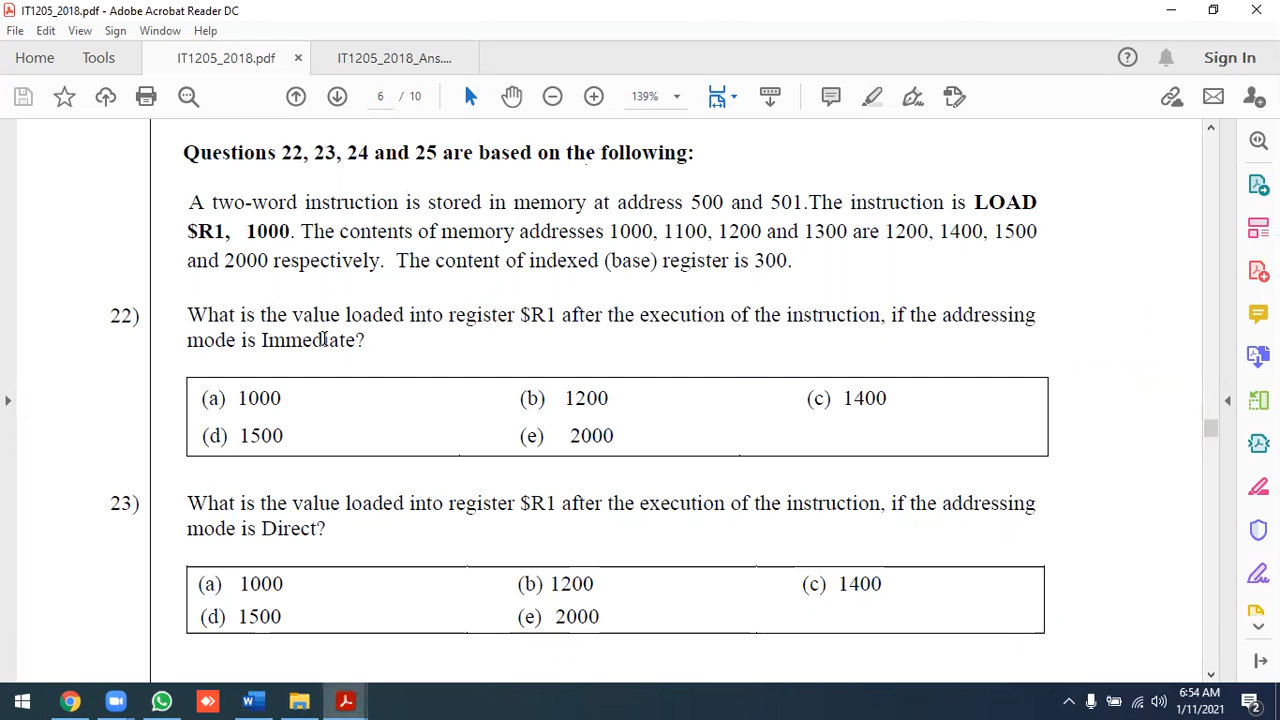 IT1205_2018.pdf - Adobe Acrobat Reader DC
File Edit View Sign Window Help
Home Tools IT1205_2018.pdf × IT1205_2018_Ans.... Sign In
6 / 10 139%
Questions 22, 23, 24 and 25 are based on the following:
A two-word instruction is stored in memory at address 500 and 501.The instruction is LOAD
$R1, 1000. The contents of memory addresses 1000, 1100, 1200 and 1300 are 1200, 1400, 1500
and 2000 respectively. The content of indexed (base) register is 300.
22) What is the value loaded into register $R1 after the execution of the instruction, if the addressing
mode is Immediate?
(a) 1000 (b) 1200 (c) 1400
(d) 1500 (e) 2000
23) What is the value loaded into register $R1 after the execution of the instruction, if the addressing
mode is Direct?
(a) 1000 (b) 1200 (c) 1400
(d) 1500 (e) 2000
6:54 AM
1/11/2021
2